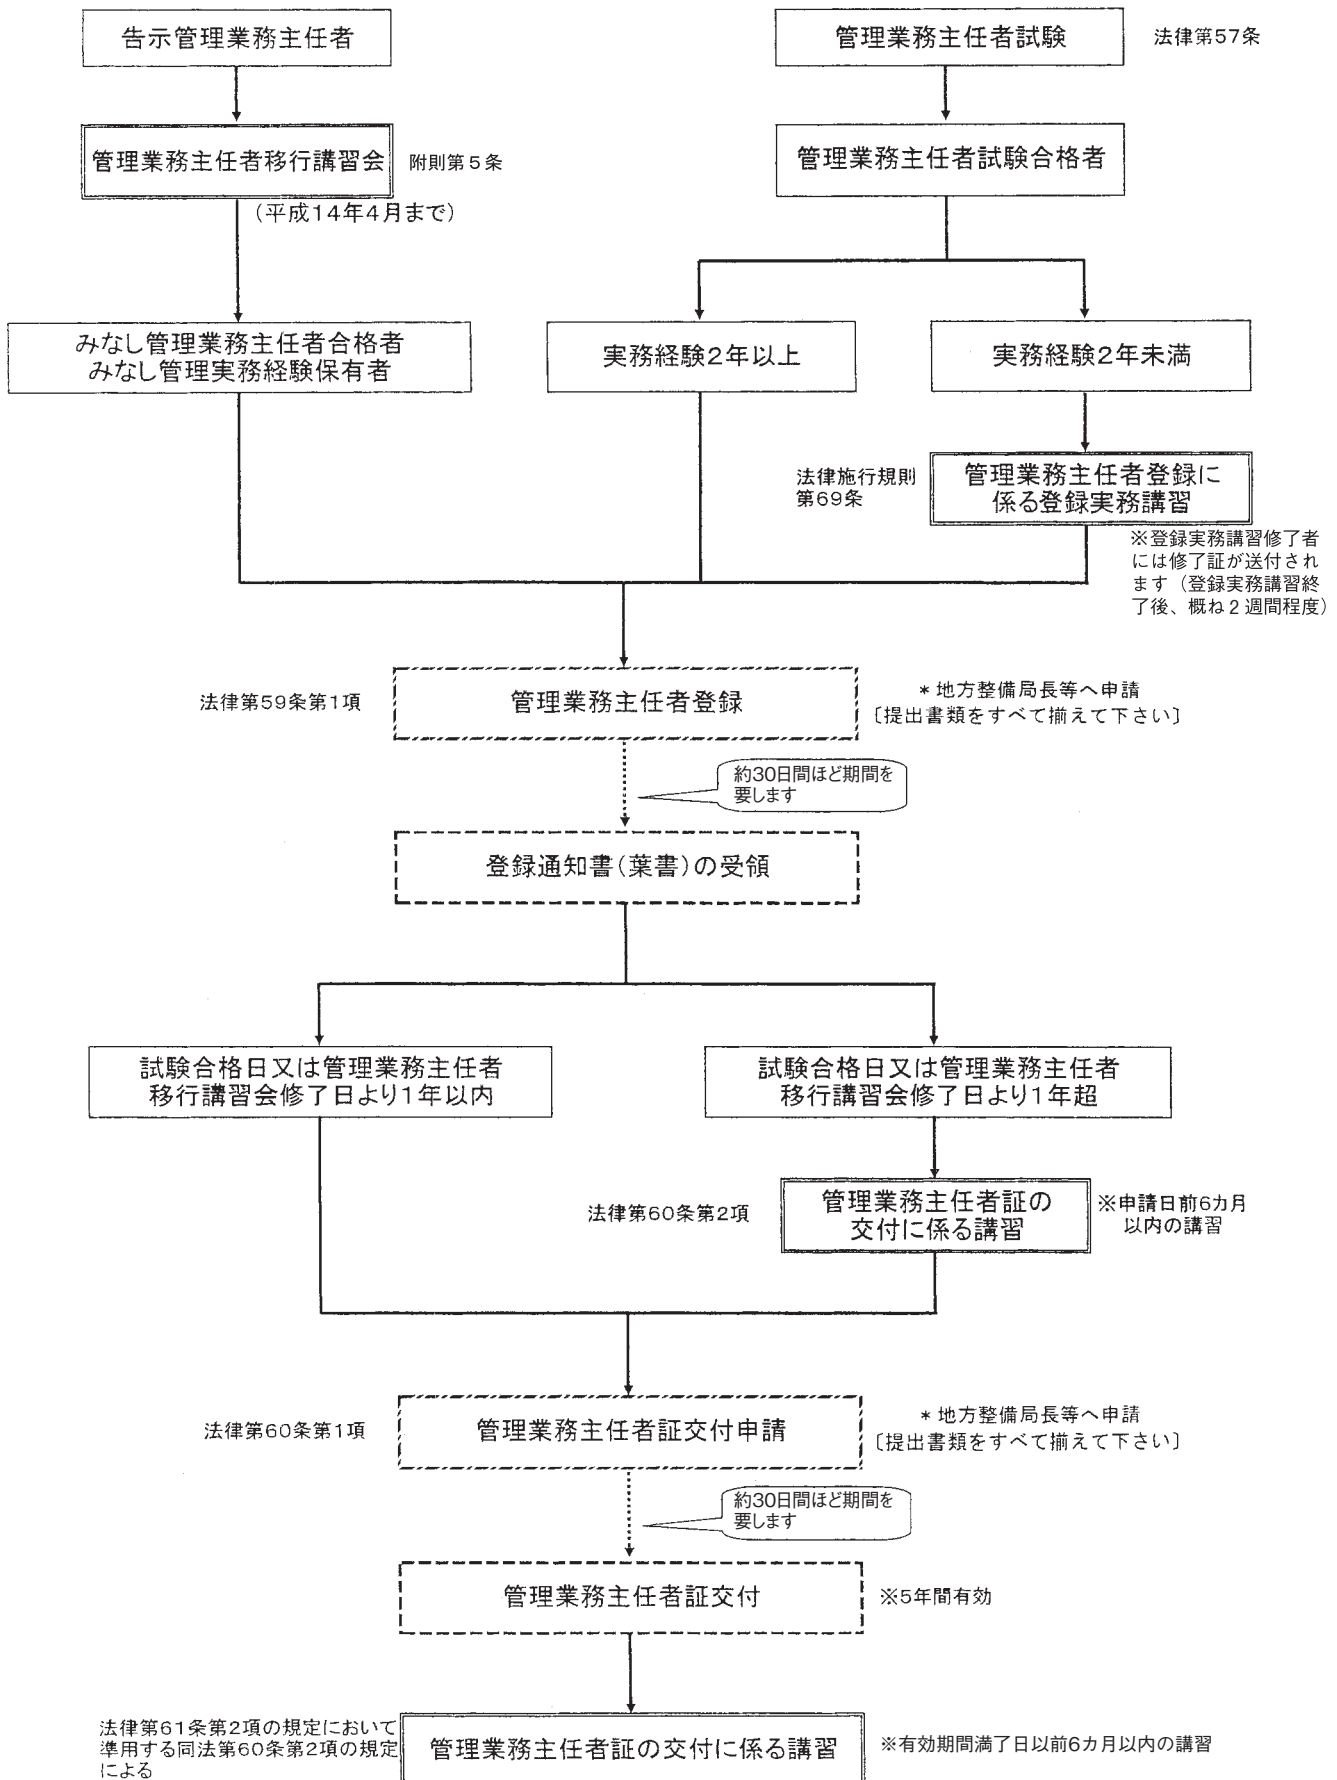 告示管理業務主任者
管理業務主任者試験
法律第57条
管理業務主任者移行講習会
附則第5条
(平成14年4月まで)
管理業務主任者試験合格者
みなし管理業務主任者合格者
みなし管理実務経験保有者
実務経験2年以上
実務経験2年未満
法律施行規則
第69条
管理業務主任者登録に
係る登録実務講習
※登録実務講習修了者
には修了証が送付され
ます（登録実務講習終
了後、概ね2週間程度）
法律第59条第1項
管理業務主任者登録
*地方整備局長等へ申請
〔提出書類をすべて揃えて下さい〕
約30日間ほど期間を
要します
登録通知書(葉書)の受領
試験合格日又は管理業務主任者
移行講習会修了日より1年以内
試験合格日又は管理業務主任者
移行講習会修了日より1年超
法律第60条第2項
管理業務主任者証の
交付に係る講習
※申請日前6カ月
以内の講習
法律第60条第1項
管理業務主任者証交付申請
*地方整備局長等へ申請
〔提出書類をすべて揃えて下さい〕
約30日間ほど期間を
要します
管理業務主任者証交付
※5年間有効
法律第61条第2項の規定において
準用する同法第60条第2項の規定
による
管理業務主任者証の交付に係る講習
※有効期間満了日以前6カ月以内の講習